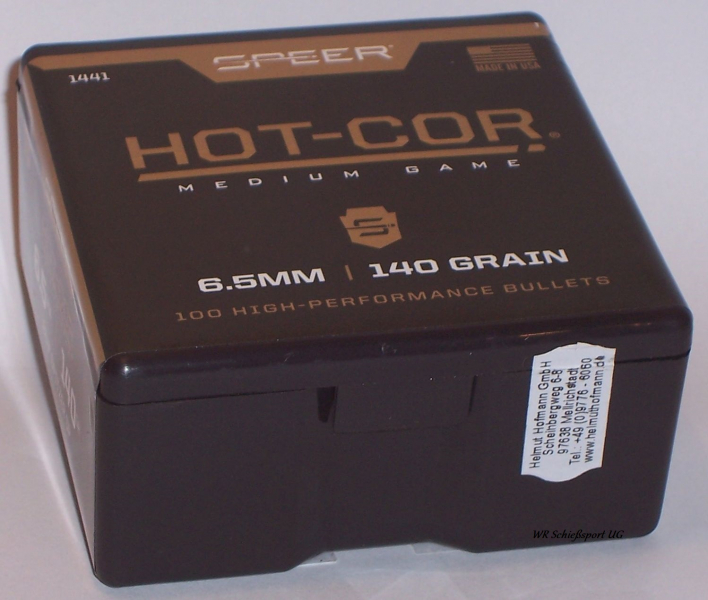 SPEER
1441
MADE IN USA
HOT-COR®
MEDIUM GAME
6.5MM | 140 GRAIN
100 HIGH-PERFORMANCE BULLETS
140
Helmut Hofmann GmbH
Scheinbergweg 6-8
97638 Mellrichstadt
Tel.: +49 (0)9776 - 6060
www.helmuthofmann.de
WR Schießsport UG